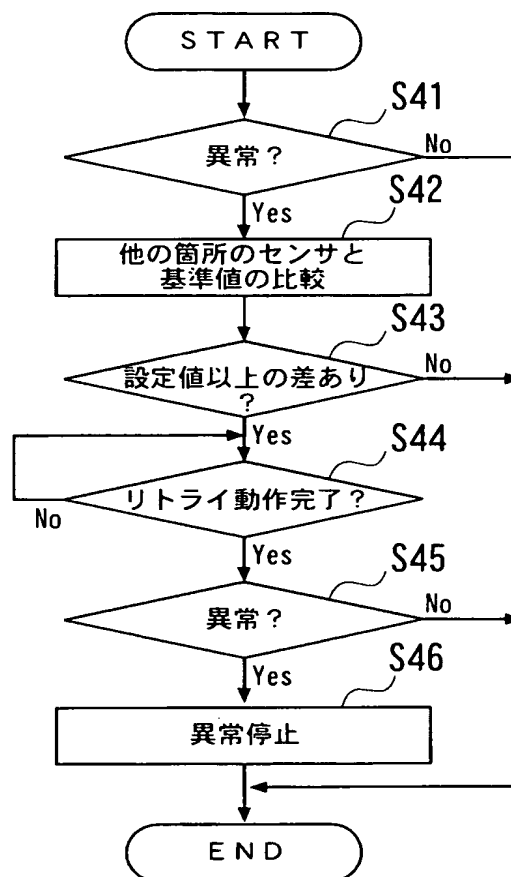 START
S41
異常？
No
Yes
S42
他の箇所のセンサと
基準値の比較
S43
設定値以上の差あり
？
No
Yes
S44
リトライ動作完了？
No
Yes
S45
異常？
No
Yes
S46
異常停止
END